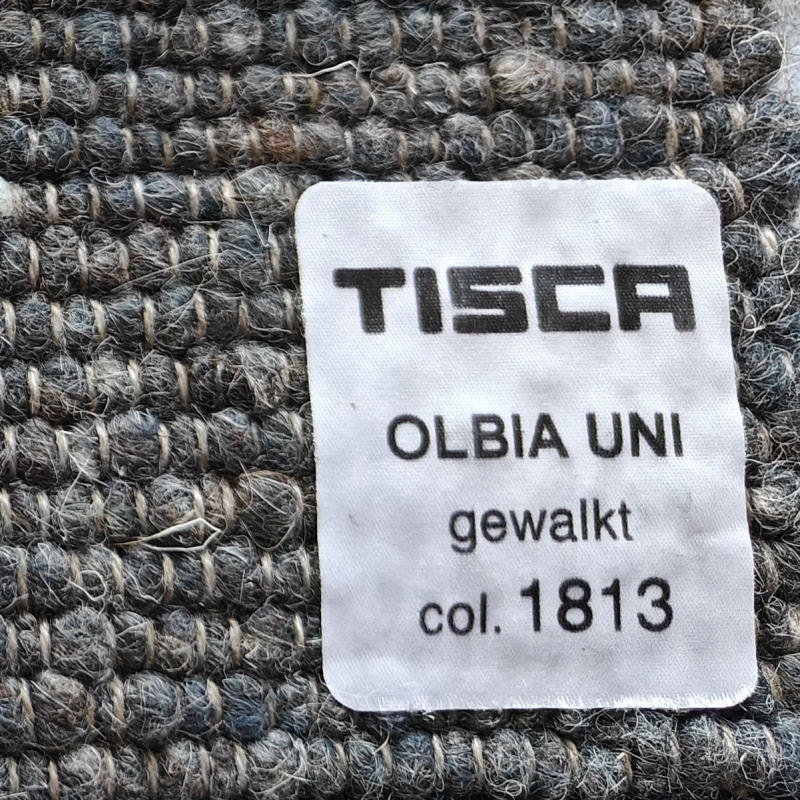 TISCA
OLBIA UNI
gewalkt
col. 1813